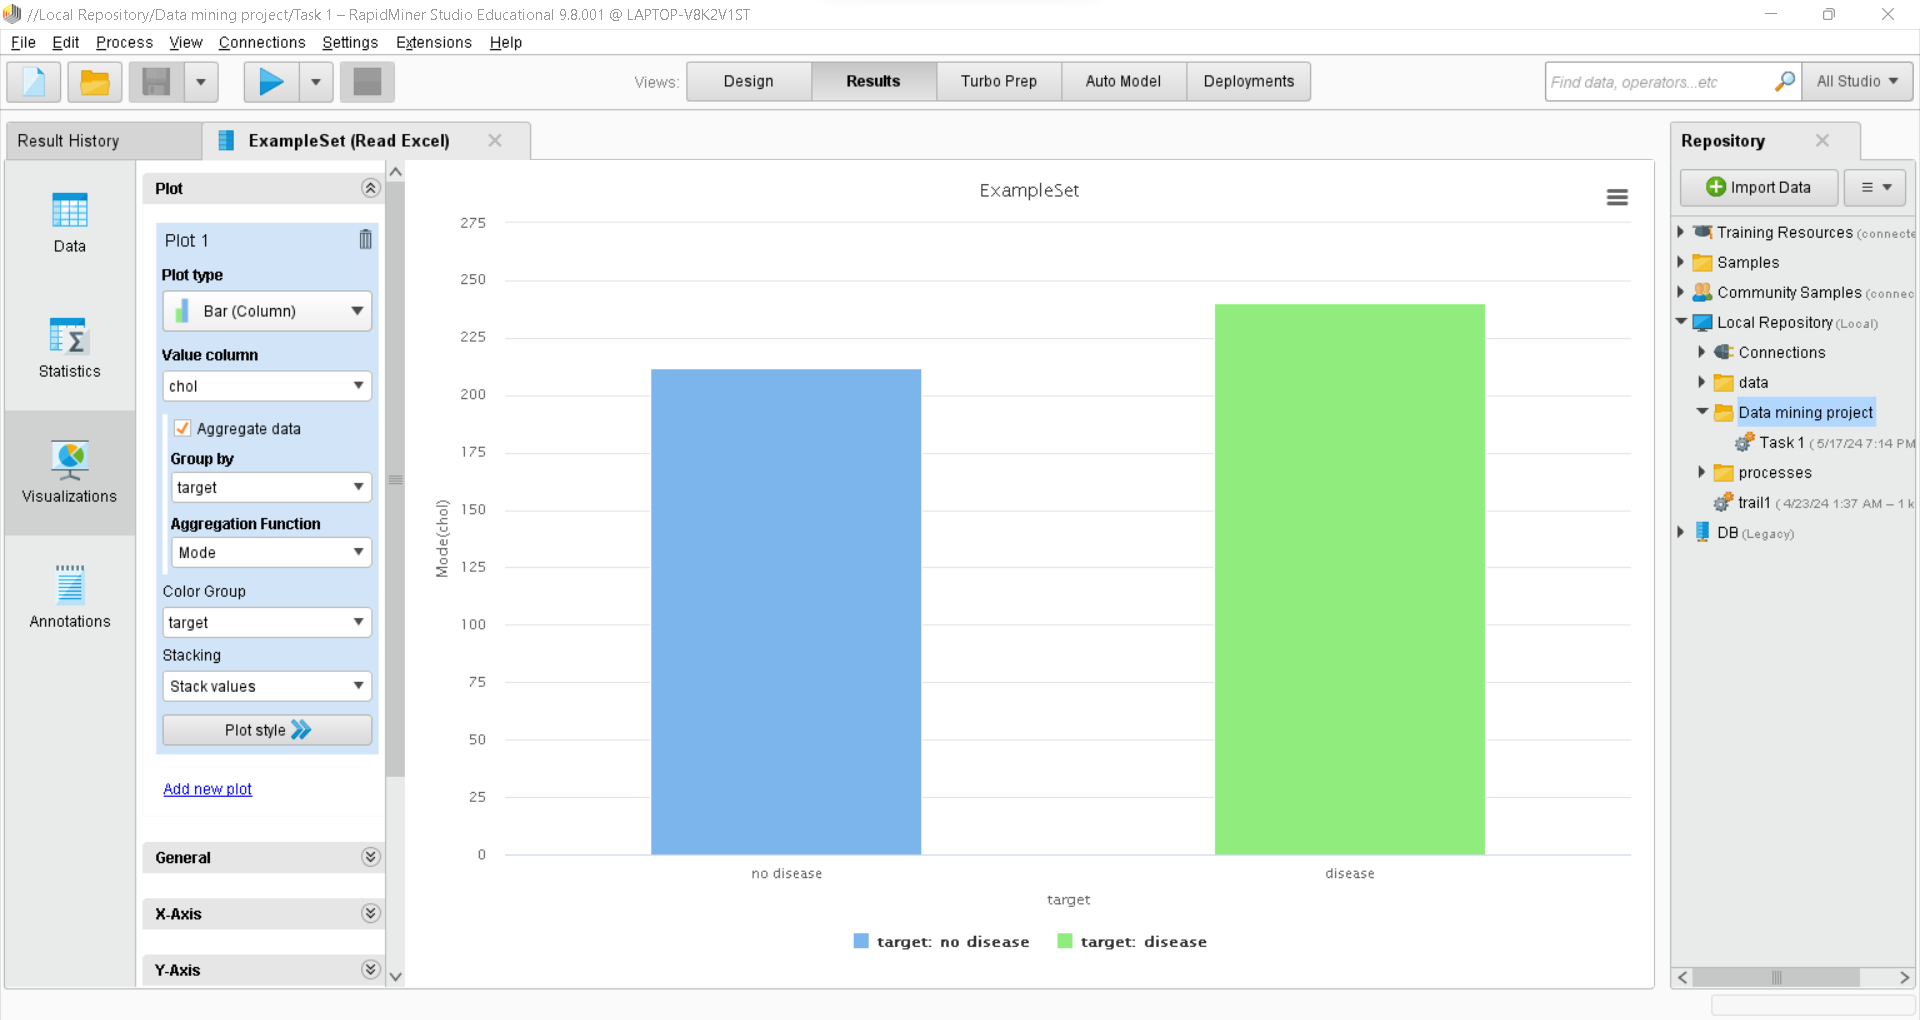 //Local Repository/Data mining project/Task 1 – RapidMiner Studio Educational 9.8.001 @ LAPTOP-V8K2V1ST
File Edit Process View Connections Settings Extensions Help
Views: Design Results Turbo Prep Auto Model Deployments
Find data, operators...etc All Studio
Result History
ExampleSet (Read Excel)
Data
Statistics
Visualizations
Annotations
Plot
Plot 1
Plot type
Bar (Column)
Value column
chol
Aggregate data
Group by
target
Aggregation Function
Mode
Color Group
target
Stacking
Stack values
Plot style
Add new plot
General
X-Axis
Y-Axis
ExampleSet
275
250
225
200
175
150
125
100
75
50
25
0
Mode(chol)
no disease
disease
target
target: no disease
target: disease
Repository
Import Data
Training Resources (connecte
Samples
Community Samples (connec
Local Repository (Local)
Connections
data
Data mining project
Task 1 ( 5/17/24 7:14 PM
processes
trail1 ( 4/23/24 1:37 AM – 1 k
DB (Legacy)